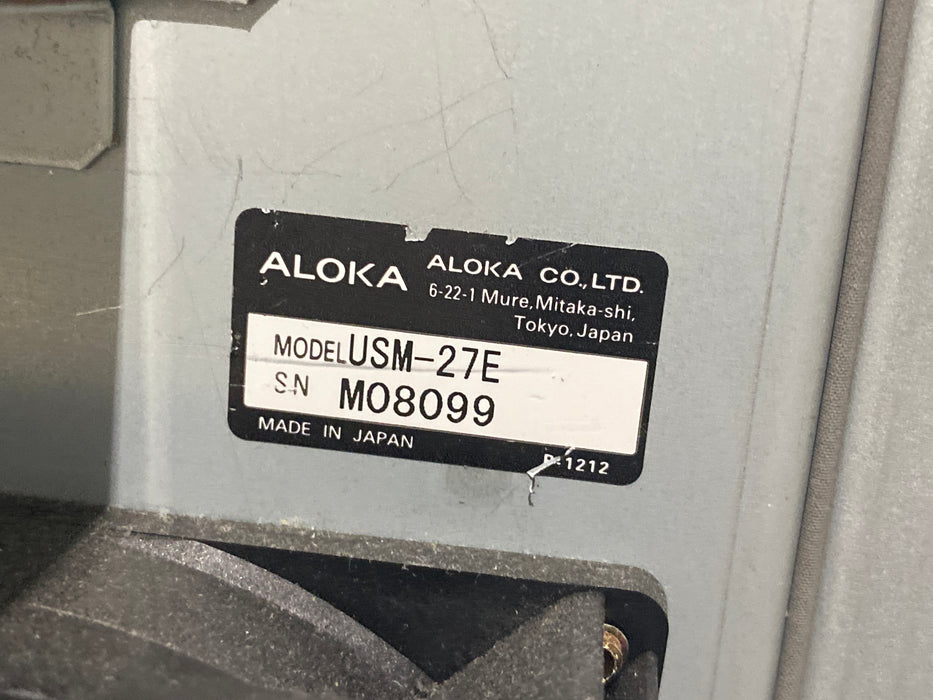 ALOKA
ALOKA CO.,LTD.
6-22-1 Mure, Mitaka-shi,
Tokyo, Japan
MODEL USM-27E
S-N M08099
MADE IN JAPAN
1212